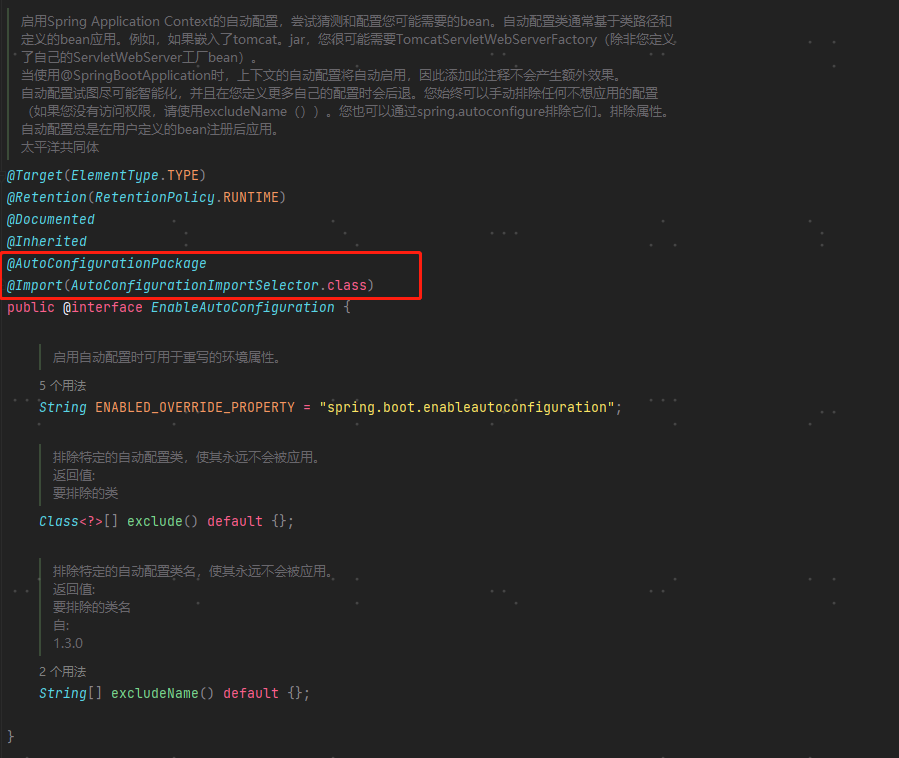 启用Spring Application Context的自动配置，尝试猜测和配置您可能需要的bean。自动配置类通常基于类路径和
定义的bean应用。例如，如果嵌入了tomcat。jar，您很可能需要TomcatServletWebServerFactory（除非您定义
了自己的ServletWebServer工厂bean）。
当使用@SpringBootApplication时，上下文的自动配置将自动启用，因此添加此注释不会产生额外效果。
自动配置试图尽可能智能化，并且在您定义更多自己的配置时会后退。您始终可以手动排除任何不想应用的配置
（如果您没有访问权限，请使用excludeName（））。您也可以通过spring.autoconfigure排除它们。排除属性。
自动配置总是在用户定义的bean注册后应用。
太平洋共同体
@Target(ElementType.TYPE)
@Retention(RetentionPolicy.RUNTIME)
@Documented
@Inherited
@AutoConfigurationPackage
@Import(AutoConfigurationImportSelector.class)
public @interface EnableAutoConfiguration {
启用自动配置时可用于重写的环境属性。
5 个用法
String ENABLED_OVERRIDE_PROPERTY = "spring.boot.enableautoconfiguration";
排除特定的自动配置类，使其永远不会被应用。
返回值:
要排除的类
Class<?>[] exclude() default {};
排除特定的自动配置类名，使其永远不会被应用。
返回值:
要排除的类名
自:
1.3.0
2 个用法
String[] excludeName() default {};
}